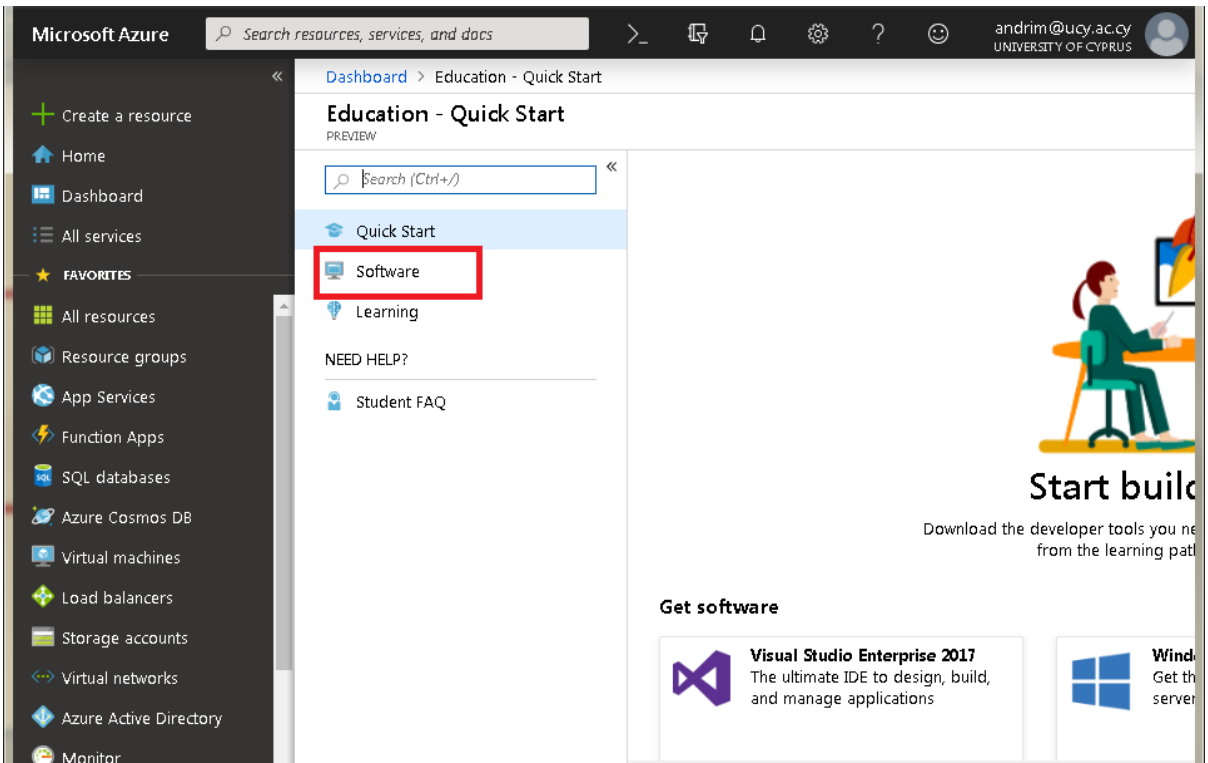 Microsoft Azure
Search resources, services, and docs
andrim@ucy.ac.cy
UNIVERSITY OF CYPRUS
Create a resource
Home
Dashboard
All services
FAVORITES
All resources
Resource groups
App Services
Function Apps
SQL databases
Azure Cosmos DB
Virtual machines
Load balancers
Storage accounts
Virtual networks
Azure Active Directory
Monitor
Dashboard > Education - Quick Start
Education - Quick Start
PREVIEW
Search (Ctrl+/)
Quick Start
Software
Learning
NEED HELP?
Student FAQ
Start build
Download the developer tools you ne
from the learning path
Get software
Visual Studio Enterprise 2017
The ultimate IDE to design, build,
and manage applications
Wind
Get th
server